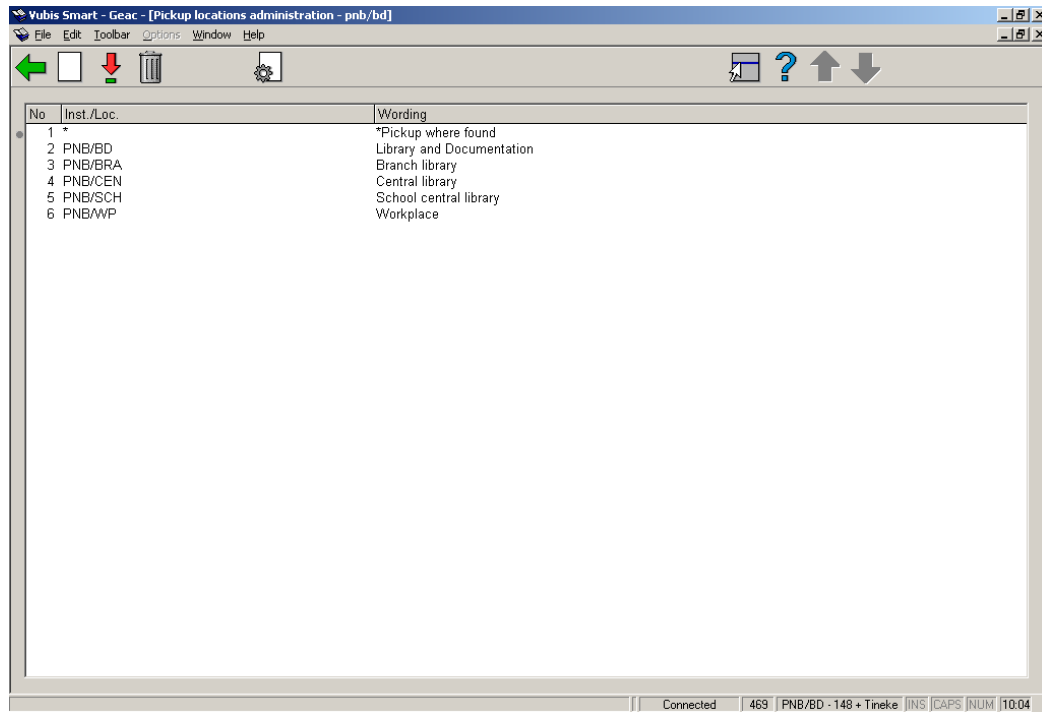 Vubis Smart - Geac - [Pickup locations administration - pnb/bd]
File Edit Toolbar Options Window Help
No Inst./Loc. Wording
1 * *Pickup where found
2 PNB/BD Library and Documentation
3 PNB/BRA Branch library
4 PNB/CEN Central library
5 PNB/SCH School central library
6 PNB/WP Workplace
Connected 469 PNB/BD - 148 + Tineke INS CAPS NUM 10:04